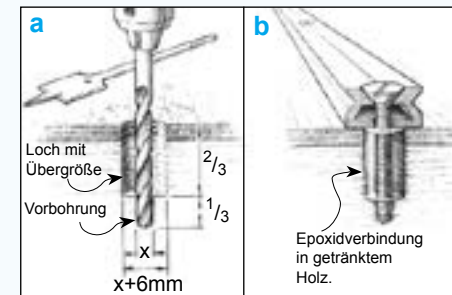 a
Loch mit
Übergröße
Vorbohrung
2/3
1/3
x
x+6mm
b
Epoxidverbindung
in getränktem
Holz.